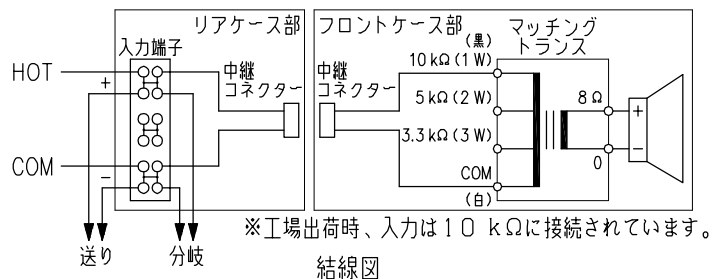 リアケース部
フロントケース部
マッチング
トランス
入力端子
(黒)
HOT
中継
コネクター
中継
コネクター
10 kΩ (1 W)
5 kΩ (2 W)
3.3 kΩ (3 W)
8 Ω
+
+
−
0
COM
COM
−
(白)
送り
分岐
※工場出荷時、入力は10 kΩに接続されています。
結線図